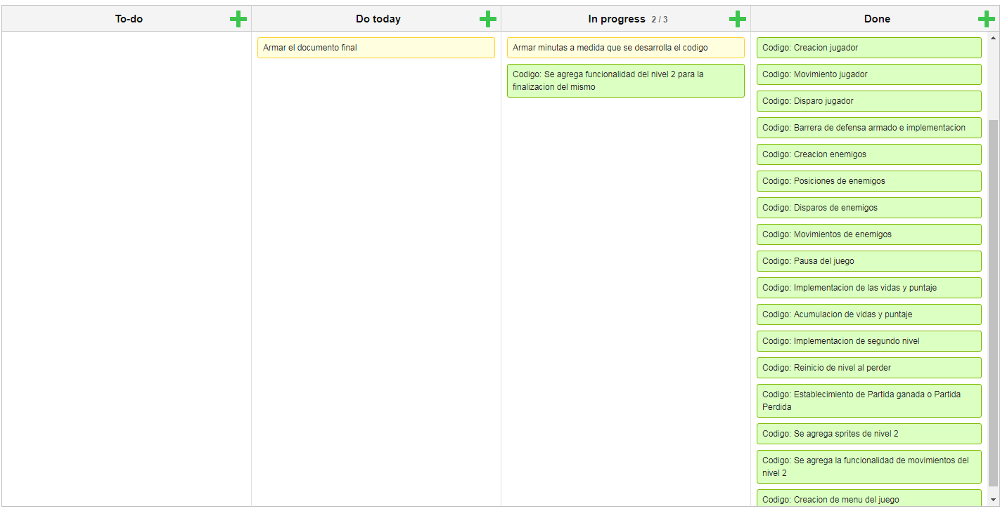 To-do
Do today
In progress 2 / 3
Done
Armar el documento final
Armar minutas a medida que se desarrolla el codigo
Codigo: Se agrega funcionalidad del nivel 2 para la
finalizacion del mismo
Codigo: Creacion jugador
Codigo: Movimiento jugador
Codigo: Disparo jugador
Codigo: Barrera de defensa armado e implementacion
Codigo: Creacion enemigos
Codigo: Posiciones de enemigos
Codigo: Disparos de enemigos
Codigo: Movimientos de enemigos
Codigo: Pausa del juego
Codigo: Implementacion de las vidas y puntaje
Codigo: Acumulacion de vidas y puntaje
Codigo: Implementacion de segundo nivel
Codigo: Reinicio de nivel al perder
Codigo: Establecimiento de Partida ganada o Partida
Perdida
Codigo: Se agrega sprites de nivel 2
Codigo: Se agrega la funcionalidad de movimientos del
nivel 2
Codigo: Creacion de menu del juego